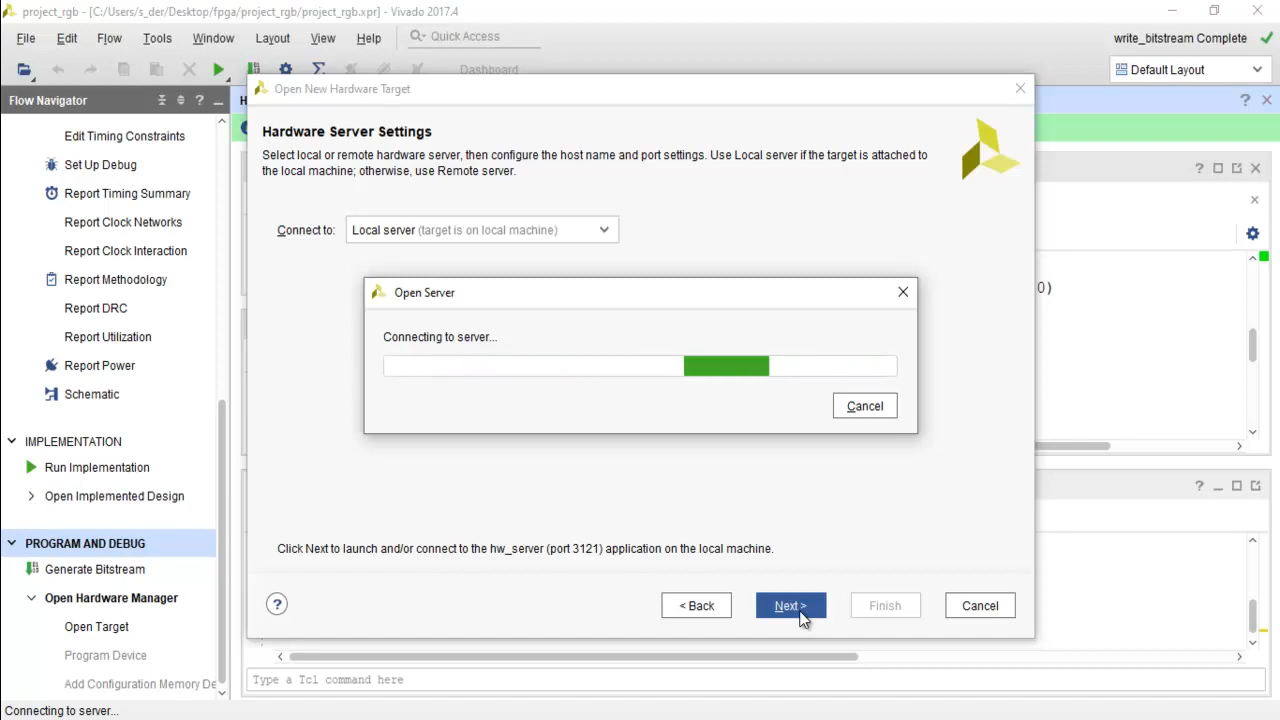 project_rgb - [C:/Users/s_der/Desktop/fpga/project_rgb/project_rgb.xpr] - Vivado 2017.4
File Edit Flow Tools Window Layout View Help Quick Access write_bitstream Complete
Dashboard Default Layout
Flow Navigator
Open New Hardware Target
Hardware Server Settings
Select local or remote hardware server, then configure the host name and port settings. Use Local server if the target is attached to
the local machine; otherwise, use Remote server.
Connect to: Local server (target is on local machine)
Open Server
Connecting to server...
Cancel
0)
Click Next to launch and/or connect to the hw_server (port 3121) application on the local machine.
? < Back Next > Finish Cancel
Edit Timing Constraints
Set Up Debug
Report Timing Summary
Report Clock Networks
Report Clock Interaction
Report Methodology
Report DRC
Report Utilization
Report Power
Schematic
IMPLEMENTATION
Run Implementation
Open Implemented Design
PROGRAM AND DEBUG
Generate Bitstream
Open Hardware Manager
Open Target
Program Device
Add Configuration Memory De
Type a Tcl command here
Connecting to server...